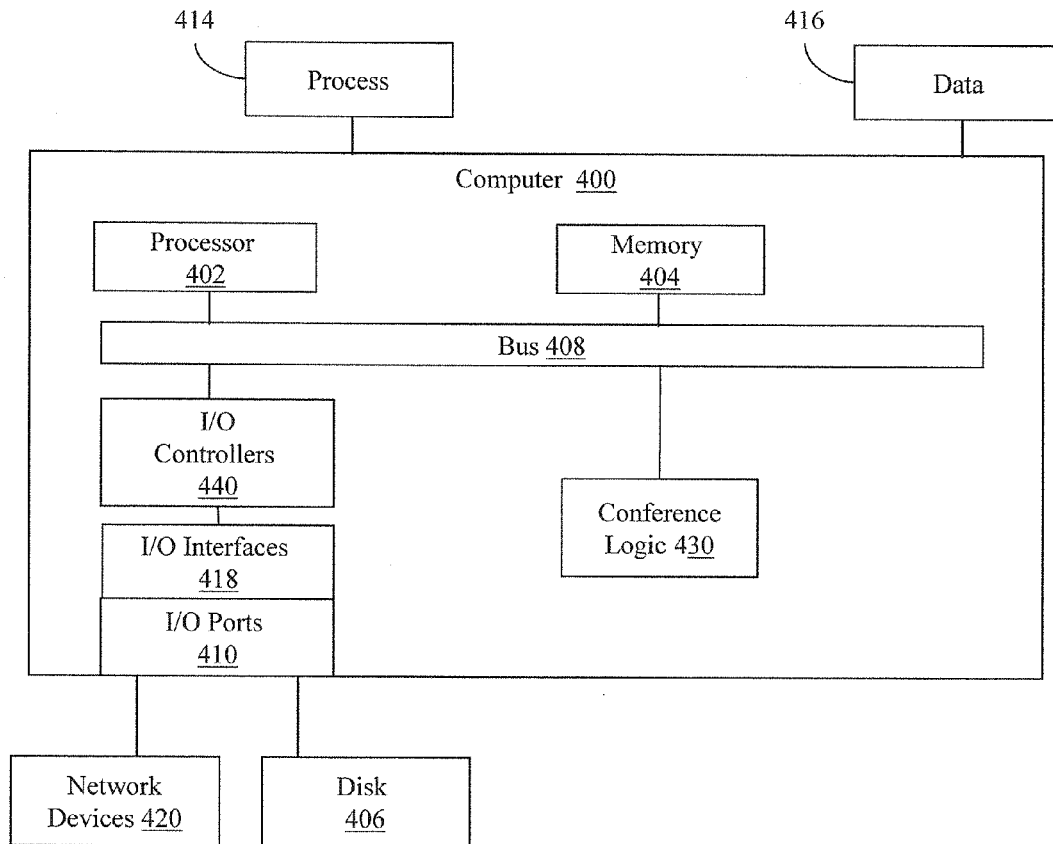 414
416
Process
Data
Computer 400
Processor
402
Memory
404
Bus 408
I/O
Controllers
440
Conference
Logic 430
I/O Interfaces
418
I/O Ports
410
Network
Devices 420
Disk
406